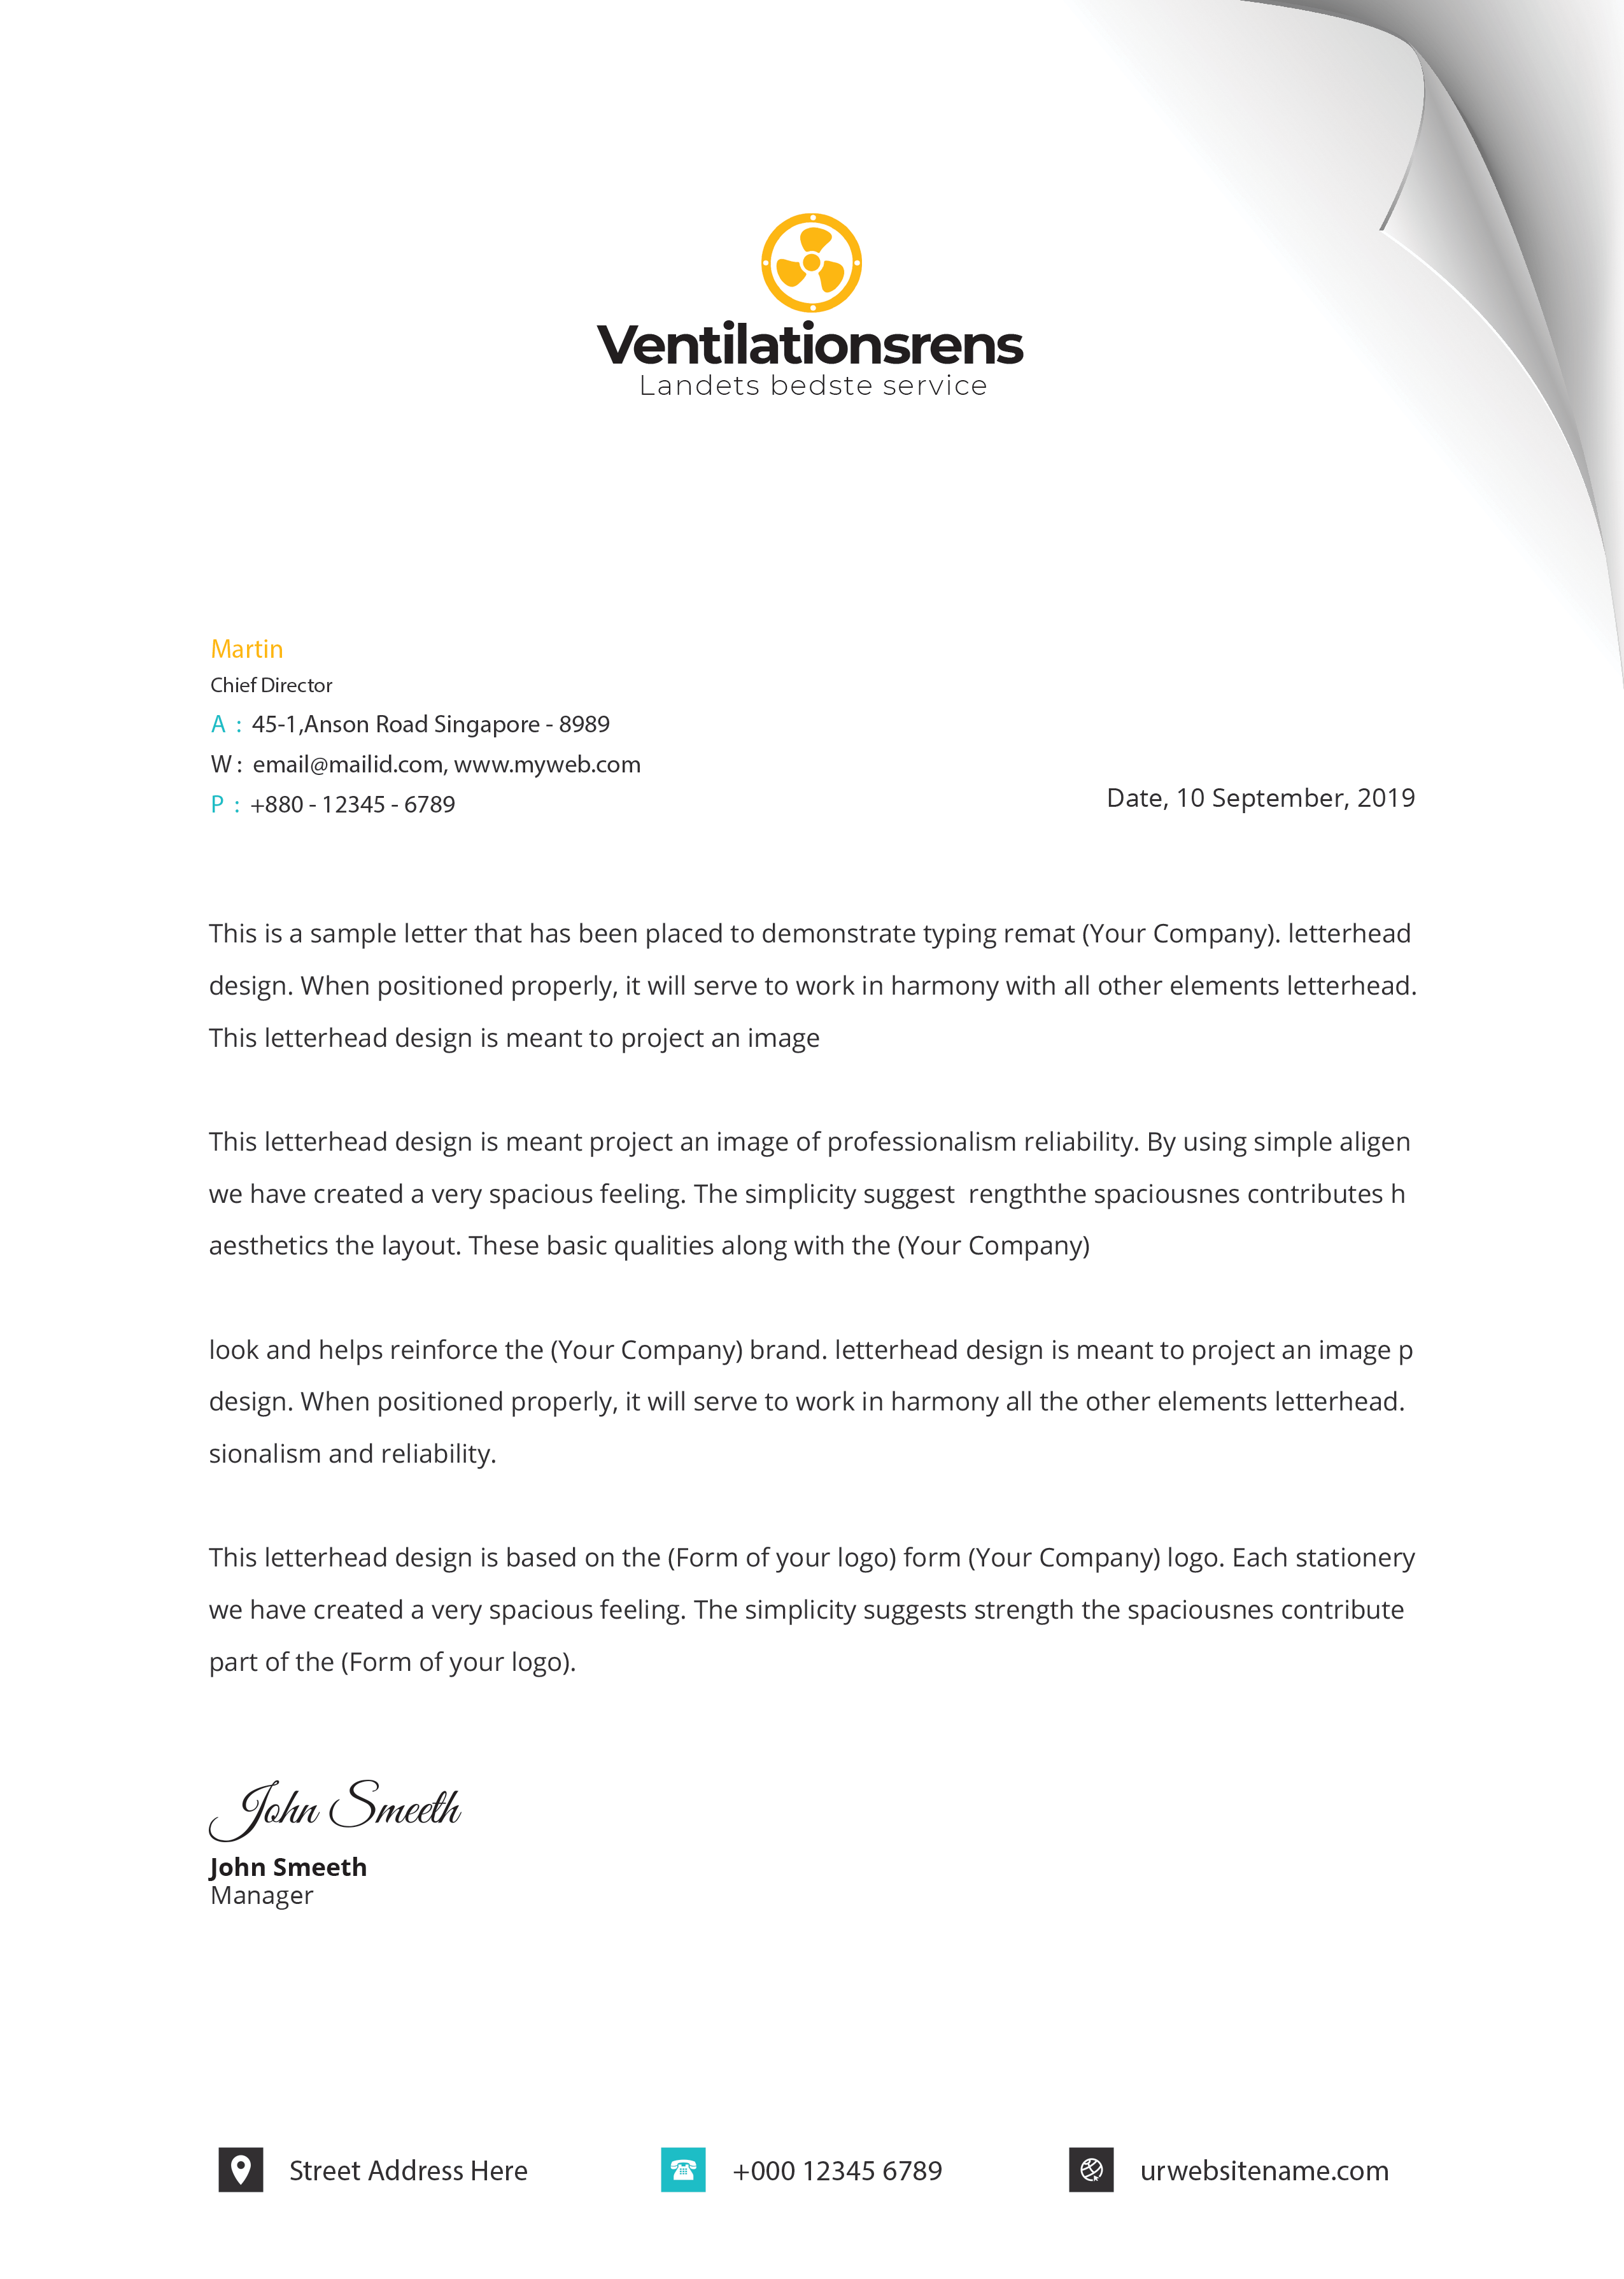 Ventilationsrens
Landets bedste service
Martin
Chief Director
A : 45-1,Anson Road Singapore - 8989
W : email@mailid.com, www.myweb.com
P : +880 - 12345 - 6789
Date, 10 September, 2019
This is a sample letter that has been placed to demonstrate typing remat (Your Company). letterhead
design. When positioned properly, it will serve to work in harmony with all other elements letterhead.
This letterhead design is meant to project an image
This letterhead design is meant project an image of professionalism reliability. By using simple aligen
we have created a very spacious feeling. The simplicity suggest  rengththe spaciousnes contributes h
aesthetics the layout. These basic qualities along with the (Your Company)
look and helps reinforce the (Your Company) brand. letterhead design is meant to project an image p
design. When positioned properly, it will serve to work in harmony all the other elements letterhead.
sionalism and reliability.
This letterhead design is based on the (Form of your logo) form (Your Company) logo. Each stationery
we have created a very spacious feeling. The simplicity suggests strength the spaciousnes contribute
part of the (Form of your logo).
John Smeeth
John Smeeth
Manager
Street Address Here
+000 12345 6789
urwebsitename.com